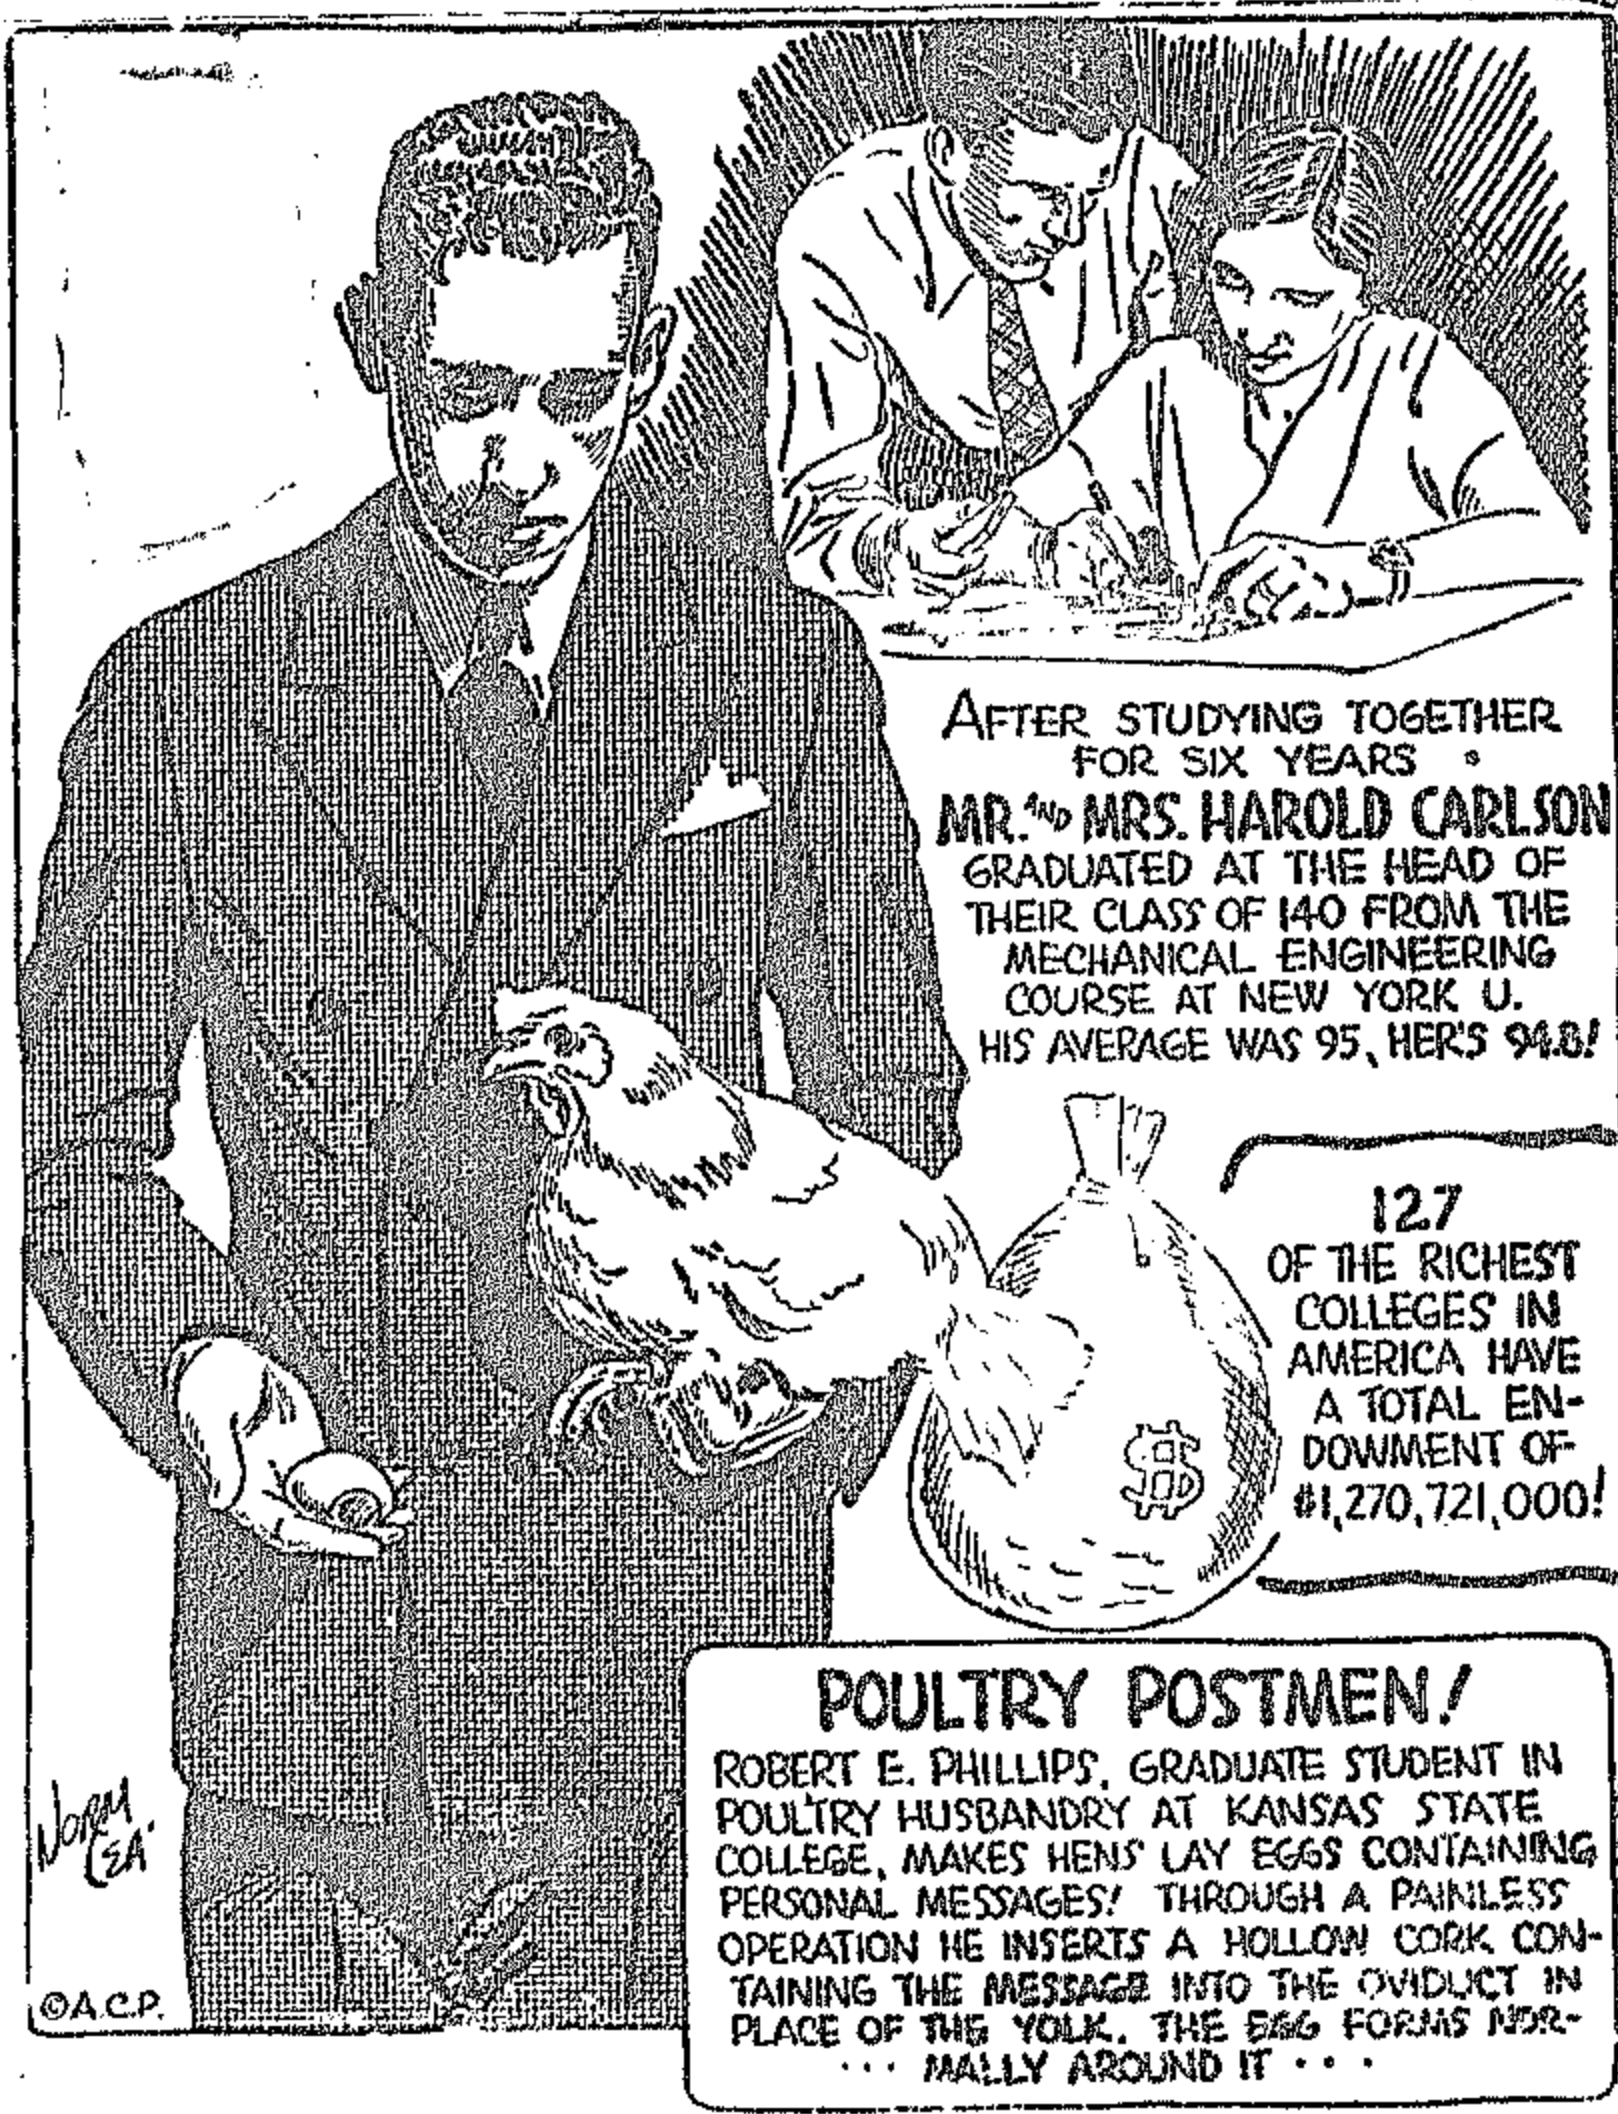 AFTER STUDYING TOGETHER
FOR SIX YEARS
MR. AND MRS. HAROLD CARLSON
GRADUATED AT THE HEAD OF
THEIR CLASS OF 140 FROM THE
MECHANICAL ENGINEERING
COURSE AT NEW YORK U.
HIS AVERAGE WAS 95, HER'S 94.8!
127
OF THE RICHEST
COLLEGES IN
AMERICA HAVE
A TOTAL EN-
DOWMENT OF
$1,270,721,000!
$
POULTRY POSTMEN!
ROBERT E. PHILLIPS, GRADUATE STUDENT IN
POULTRY HUSBANDRY AT KANSAS STATE
COLLEGE, MAKES HENS LAY EGGS CONTAINING
PERSONAL MESSAGES! THROUGH A PAINLESS
OPERATION HE INSERTS A HOLLOW CORK CON-
TAINING THE MESSAGE INTO THE OVIDUCT IN
PLACE OF THE YOLK. THE EGG FORMS NOR-
... MALLY AROUND IT ...
NORM
LEA
©A.C.P.